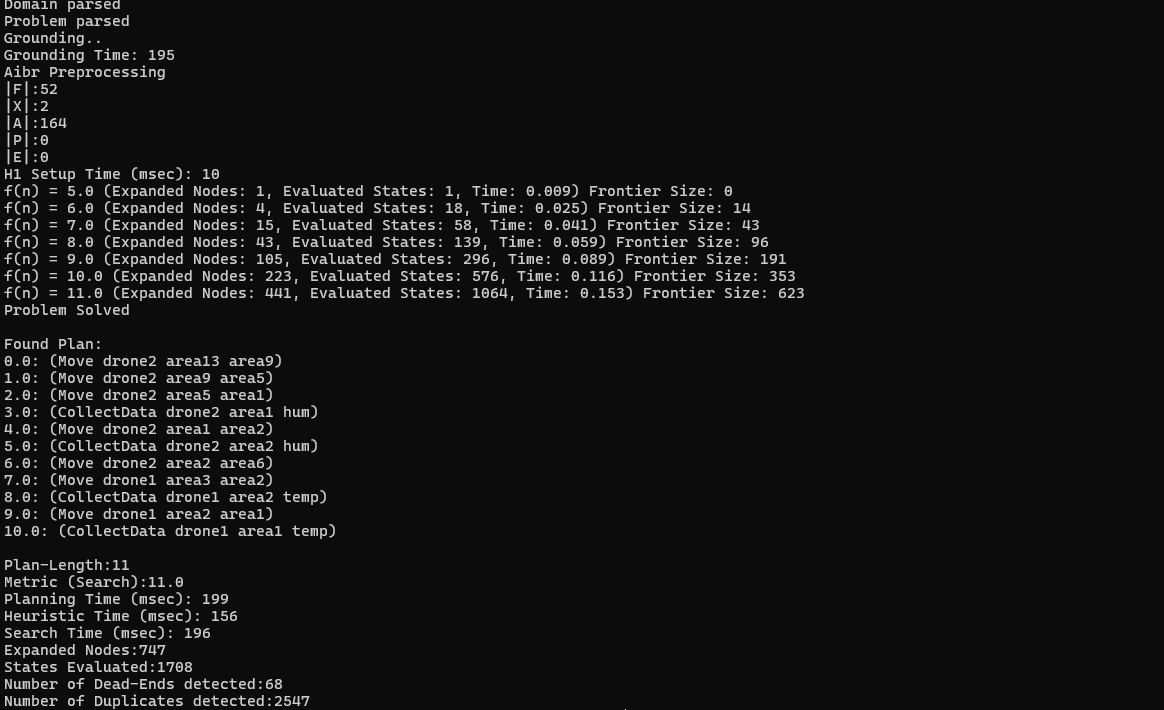 Domain parsed
Problem parsed
Grounding..
Grounding Time: 195
Aibr Preprocessing
|F|:52
|X|:2
|A|:164
|P|:0
|E|:0
H1 Setup Time (msec): 10
f(n) = 5.0 (Expanded Nodes: 1, Evaluated States: 1, Time: 0.009) Frontier Size: 0
f(n) = 6.0 (Expanded Nodes: 4, Evaluated States: 18, Time: 0.025) Frontier Size: 14
f(n) = 7.0 (Expanded Nodes: 15, Evaluated States: 58, Time: 0.041) Frontier Size: 43
f(n) = 8.0 (Expanded Nodes: 43, Evaluated States: 139, Time: 0.059) Frontier Size: 96
f(n) = 9.0 (Expanded Nodes: 105, Evaluated States: 296, Time: 0.089) Frontier Size: 191
f(n) = 10.0 (Expanded Nodes: 223, Evaluated States: 576, Time: 0.116) Frontier Size: 353
f(n) = 11.0 (Expanded Nodes: 441, Evaluated States: 1064, Time: 0.153) Frontier Size: 623
Problem Solved

Found Plan:
0.0: (Move drone2 area13 area9)
1.0: (Move drone2 area9 area5)
2.0: (Move drone2 area5 area1)
3.0: (CollectData drone2 area1 hum)
4.0: (Move drone2 area1 area2)
5.0: (CollectData drone2 area2 hum)
6.0: (Move drone2 area2 area6)
7.0: (Move drone1 area3 area2)
8.0: (CollectData drone1 area2 temp)
9.0: (Move drone1 area2 area1)
10.0: (CollectData drone1 area1 temp)

Plan-Length:11
Metric (Search):11.0
Planning Time (msec): 199
Heuristic Time (msec): 156
Search Time (msec): 196
Expanded Nodes:747
States Evaluated:1708
Number of Dead-Ends detected:68
Number of Duplicates detected:2547